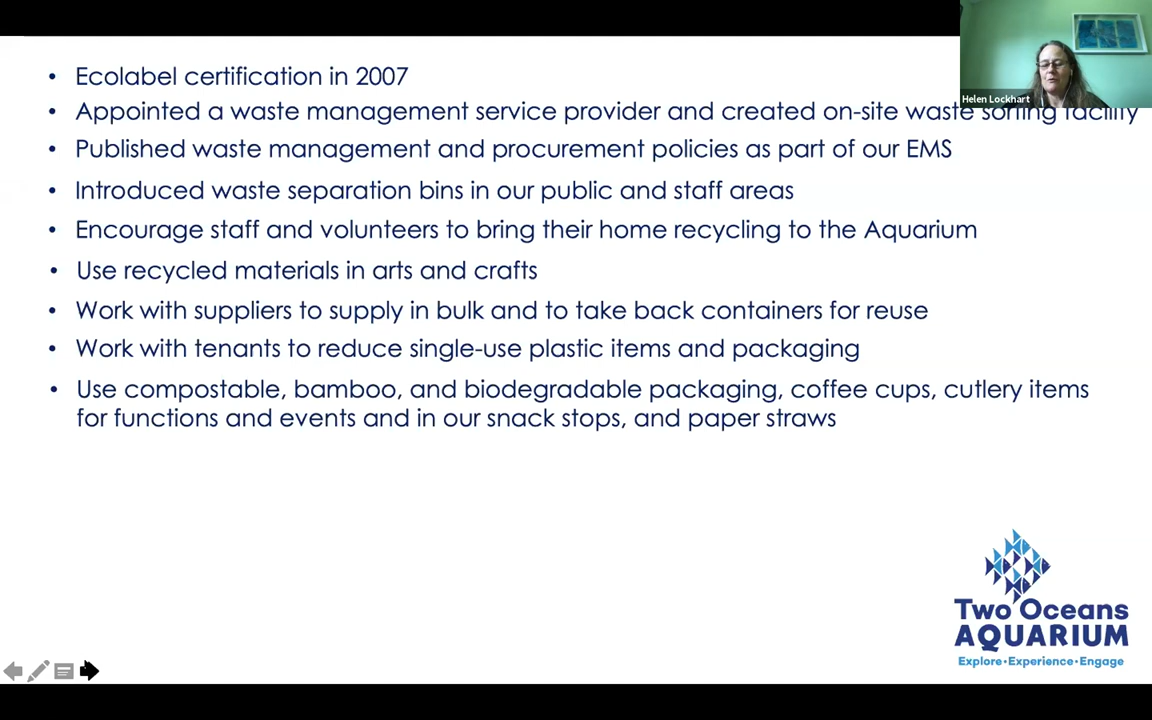 • Ecolabel certification in 2007
Helen Lockhart
• Appointed a waste management service provider and created on-site waste sorting facility
• Published waste management and procurement policies as part of our EMS
• Introduced waste separation bins in our public and staff areas
• Encourage staff and volunteers to bring their home recycling to the Aquarium
• Use recycled materials in arts and crafts
• Work with suppliers to supply in bulk and to take back containers for reuse
• Work with tenants to reduce single-use plastic items and packaging
• Use compostable, bamboo, and biodegradable packaging, coffee cups, cutlery items
for functions and events and in our snack stops, and paper straws
Two Oceans
AQUARIUM
Explore•Experience•Engage